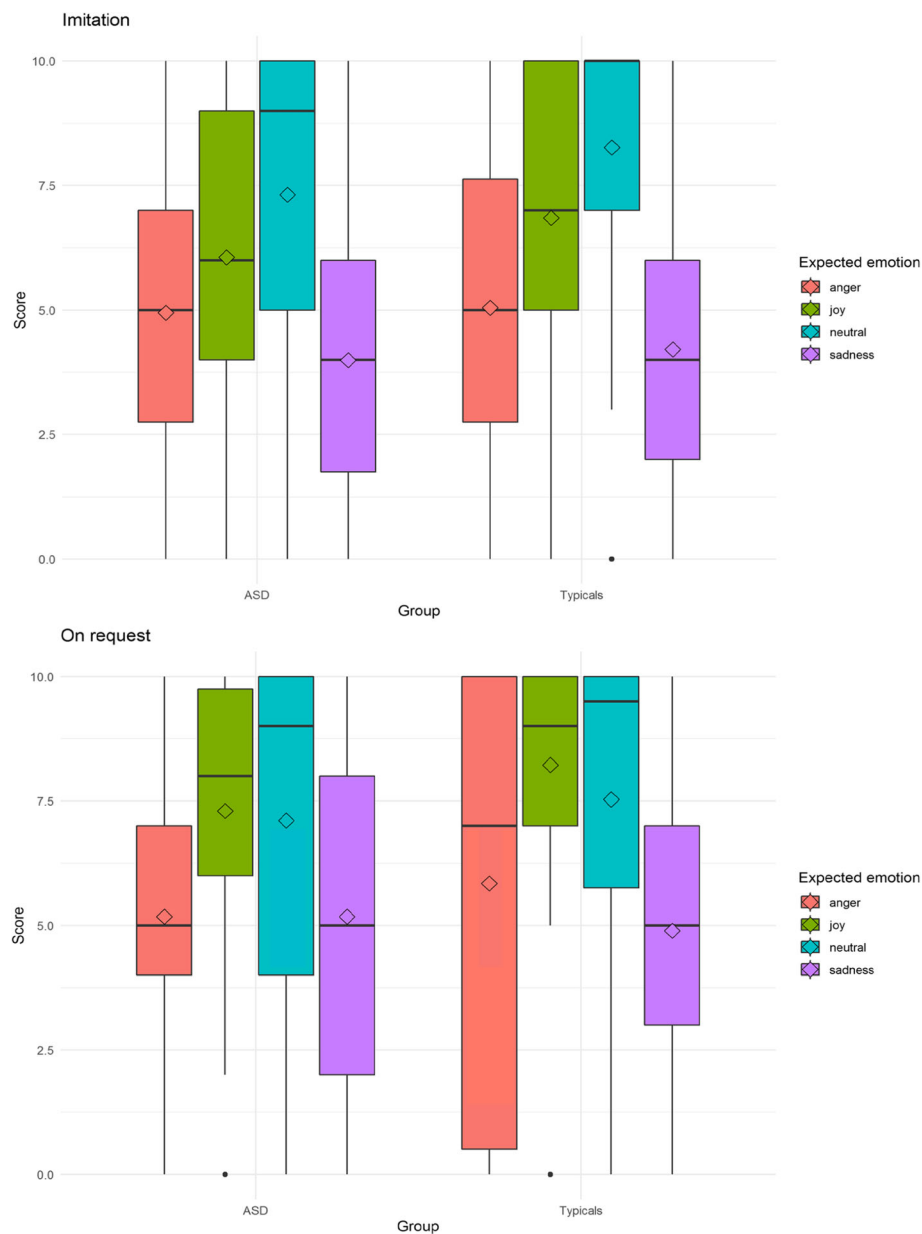 Imitation
10.0
7.5
5.0
2.5
0.0
Score
ASD
Typicals
Group
Expected emotion
anger
joy
neutral
sadness
On request
10.0
7.5
5.0
2.5
0.0
Score
ASD
Typicals
Group
Expected emotion
anger
joy
neutral
sadness